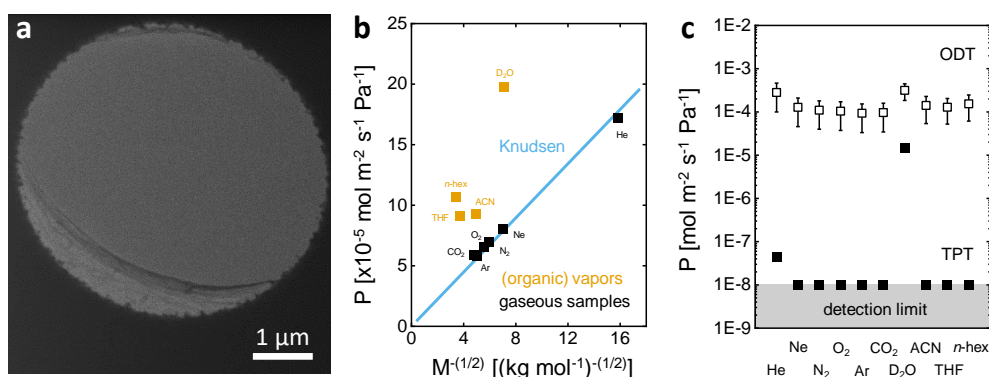 a
1 µm
b
P [x10⁻⁵ mol m⁻² s⁻¹ Pa⁻¹]
25
20
15
10
5
0
D₂O
Knudsen
He
n-hex
ACN
THF
O₂
Ne
CO₂
N₂
Ar
(organic) vapors
gaseous samples
0 4 8 12 16
M⁻⁽¹/²⁾ [(kg mol⁻¹)⁻⁽¹/²⁾]
c
P [mol m⁻² s⁻¹ Pa⁻¹]
1E-2
1E-3
1E-4
1E-5
1E-6
1E-7
1E-8
1E-9
ODT
TPT
detection limit
Ne O₂ CO₂ ACN n-hex
He N₂ Ar D₂O THF